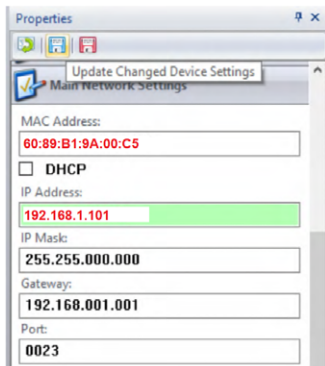 Properties
Update Changed Device Settings
Main Network Settings
MAC Address:
60:89:B1:9A:00:C5
DHCP
IP Address:
192.168.1.101
IP Mask:
255.255.000.000
Gateway:
192.168.001.001
Port:
0023